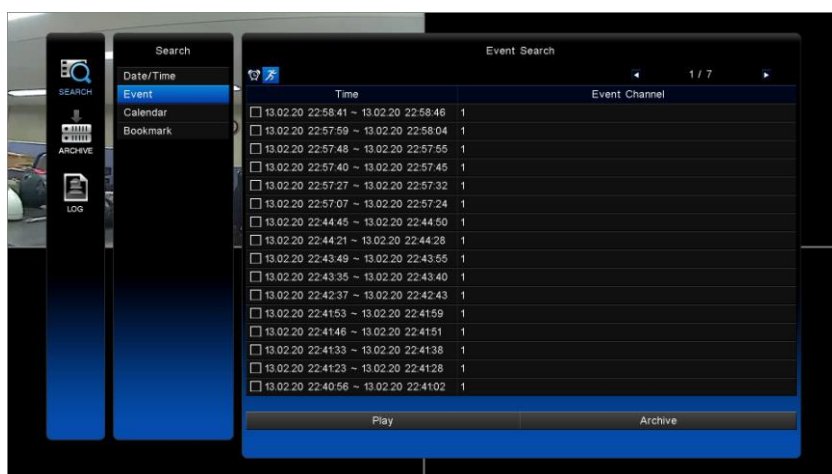 Search
Event Search
SEARCH
ARCHIVE
LOG
Date/Time
Event
Calendar
Bookmark
1 / 7
Time Event Channel
13.02.20 22:58:41 ~ 13.02.20 22:58:46 1
13.02.20 22:57:59 ~ 13.02.20 22:58:04 1
13.02.20 22:57:48 ~ 13.02.20 22:57:55 1
13.02.20 22:57:40 ~ 13.02.20 22:57:45 1
13.02.20 22:57:27 ~ 13.02.20 22:57:32 1
13.02.20 22:57:07 ~ 13.02.20 22:57:24 1
13.02.20 22:44:45 ~ 13.02.20 22:44:50 1
13.02.20 22:44:21 ~ 13.02.20 22:44:28 1
13.02.20 22:43:49 ~ 13.02.20 22:43:55 1
13.02.20 22:43:35 ~ 13.02.20 22:43:40 1
13.02.20 22:42:37 ~ 13.02.20 22:42:43 1
13.02.20 22:41:53 ~ 13.02.20 22:41:59 1
13.02.20 22:41:46 ~ 13.02.20 22:41:51 1
13.02.20 22:41:33 ~ 13.02.20 22:41:38 1
13.02.20 22:41:23 ~ 13.02.20 22:41:28 1
13.02.20 22:40:56 ~ 13.02.20 22:41:02 1
Play Archive